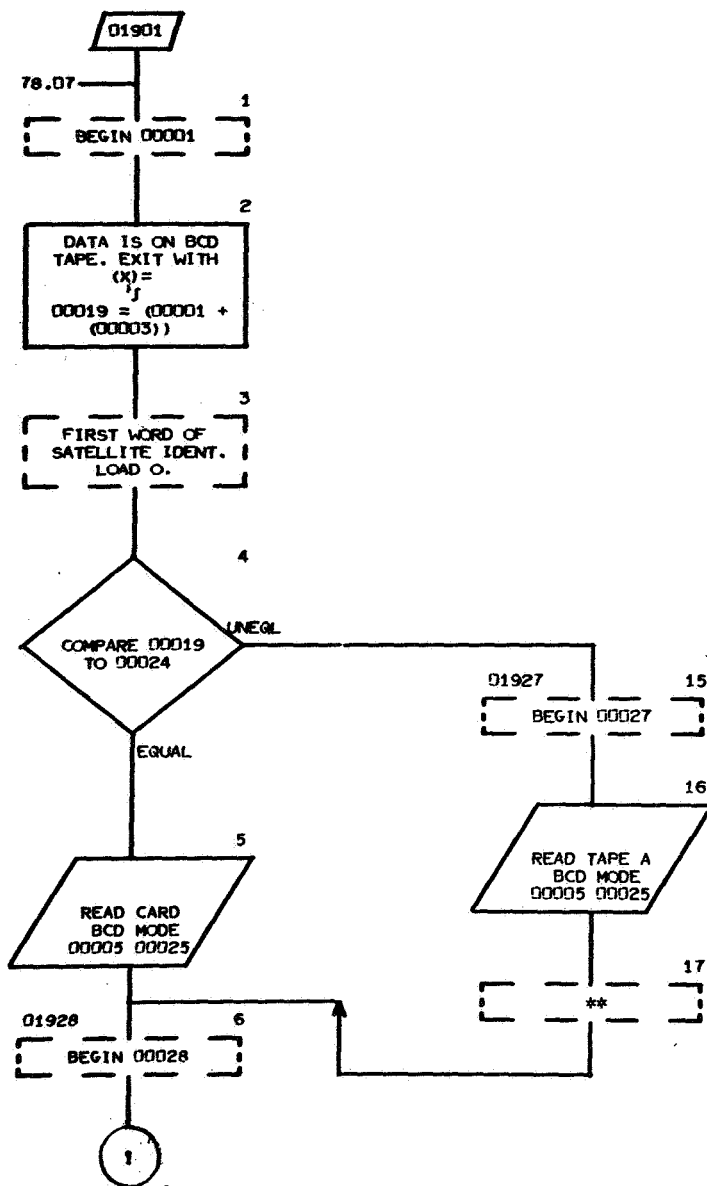 01901
78.07
1
BEGIN 00001
2
DATA IS ON BCD
TAPE. EXIT WITH
(X)=
00019 = (00001 +
(00003))
3
FIRST WORD OF
SATELLITE IDENT.
LOAD O.
4
COMPARE 00019
TO 00024
UNEQL
EQUAL
5
READ CARD
BCD MODE
00005 00025
01928
6
BEGIN 00028
1
01927
15
BEGIN 00027
16
READ TAPE A
BCD MODE
00005 00025
17
**